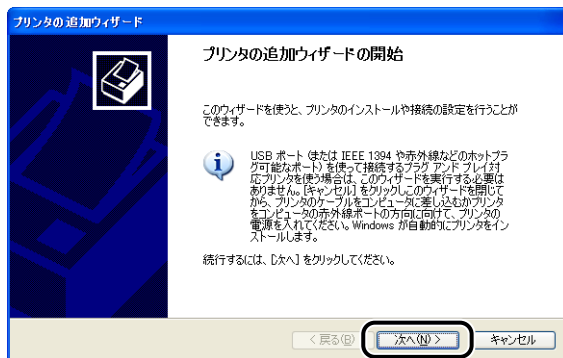 プリンタの追加ウィザード
プリンタの追加ウィザードの開始
このウィザードを使うと、プリンタのインストールや接続の設定を行うことが
できます。
USB ポート (または IEEE 1394 や赤外線などのホットプラ
グ可能なポート) を使って接続するプラグ アンド プレイ対
応プリンタを使う場合は、このウィザードを実行する必要は
ありません。[キャンセル] をクリックしこのウィザードを閉じて
から、プリンタのケーブルをコンピュータに差し込むかプリンタ
をコンピュータの赤外線ポートの方向に向けて、プリンタの
電源を入れてください。Windows が自動的にプリンタをイン
ストールします。
続行するには、[次へ] をクリックしてください。
< 戻る(B)
次へ(N) >
キャンセル